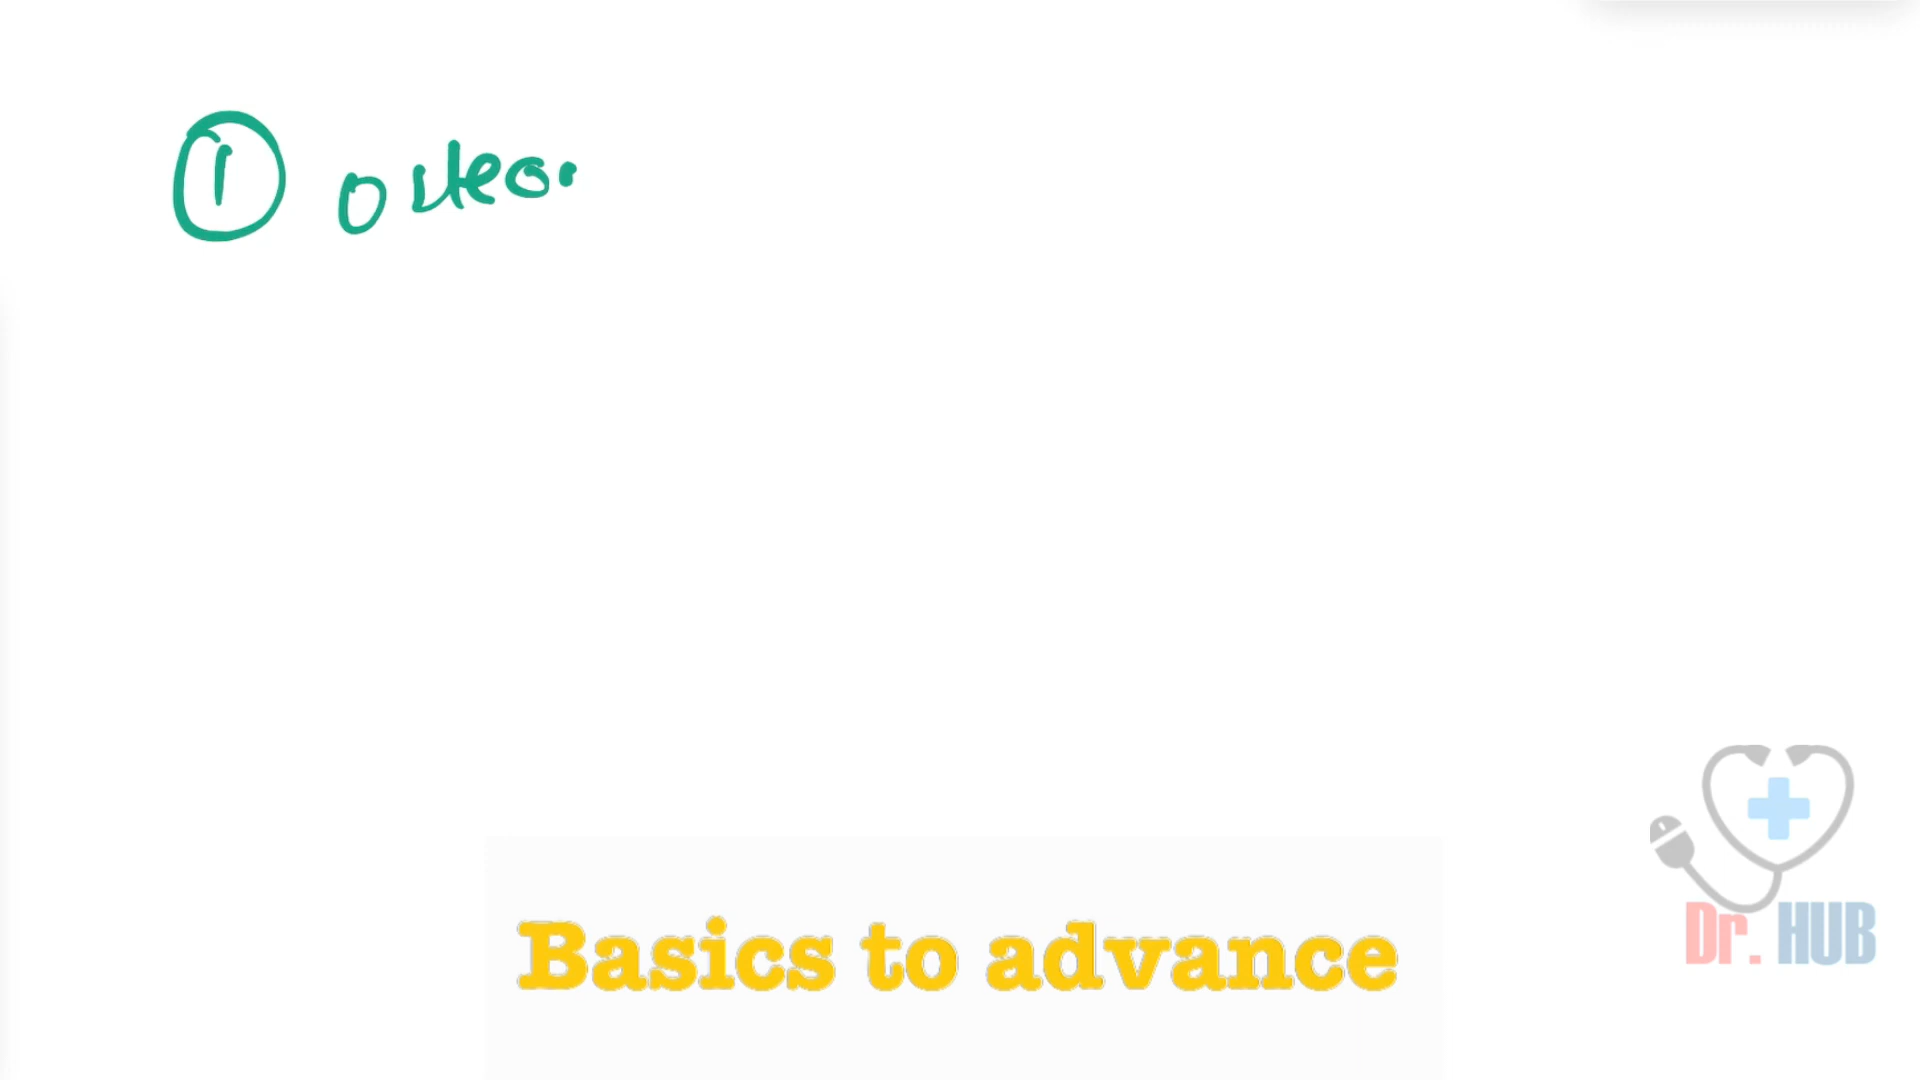 ① osteo
Basics to advance
Dr. HUB